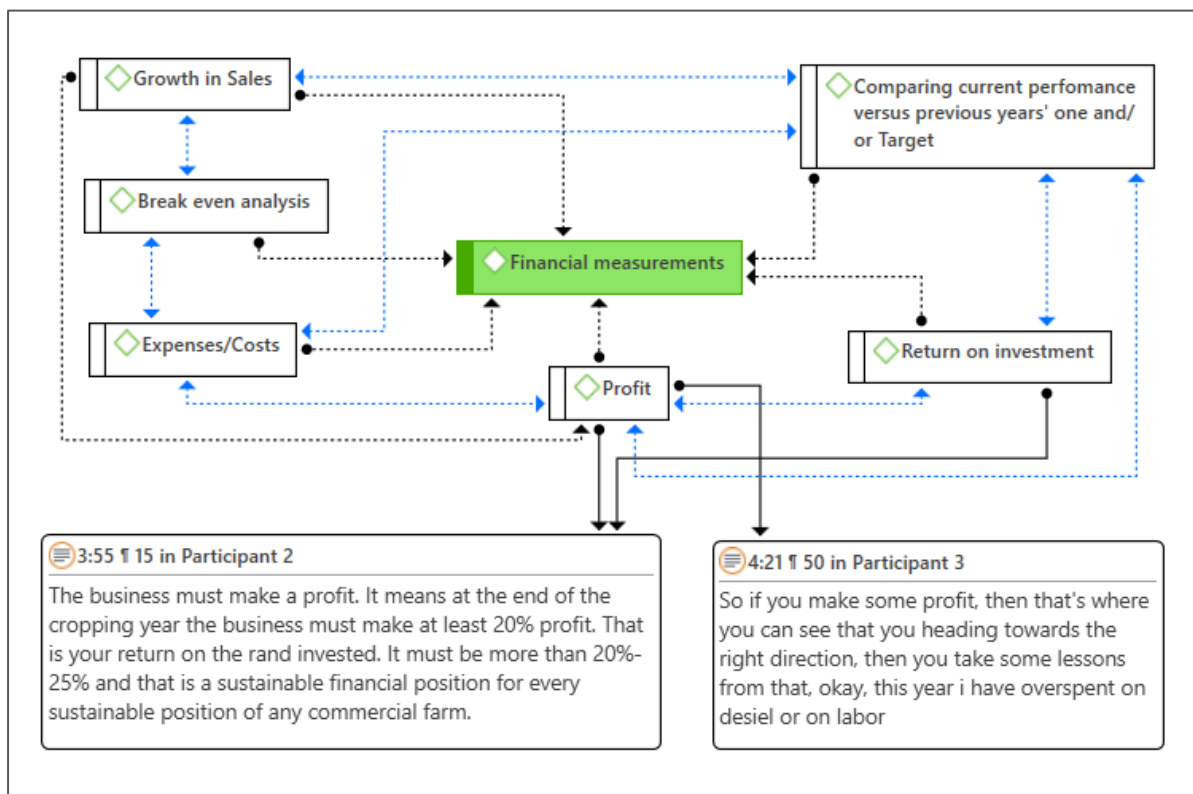 Growth in Sales
Comparing current perfomance
versus previous years' one and/
or Target
Break even analysis
Financial measurements
Expenses/Costs
Return on investment
Profit
3:55 ¶ 15 in Participant 2
The business must make a profit. It means at the end of the
cropping year the business must make at least 20% profit. That
is your return on the rand invested. It must be more than 20%-
25% and that is a sustainable financial position for every
sustainable position of any commercial farm.
4:21 ¶ 50 in Participant 3
So if you make some profit, then that's where
you can see that you heading towards the
right direction, then you take some lessons
from that, okay, this year i have overspent on
desiel or on labor